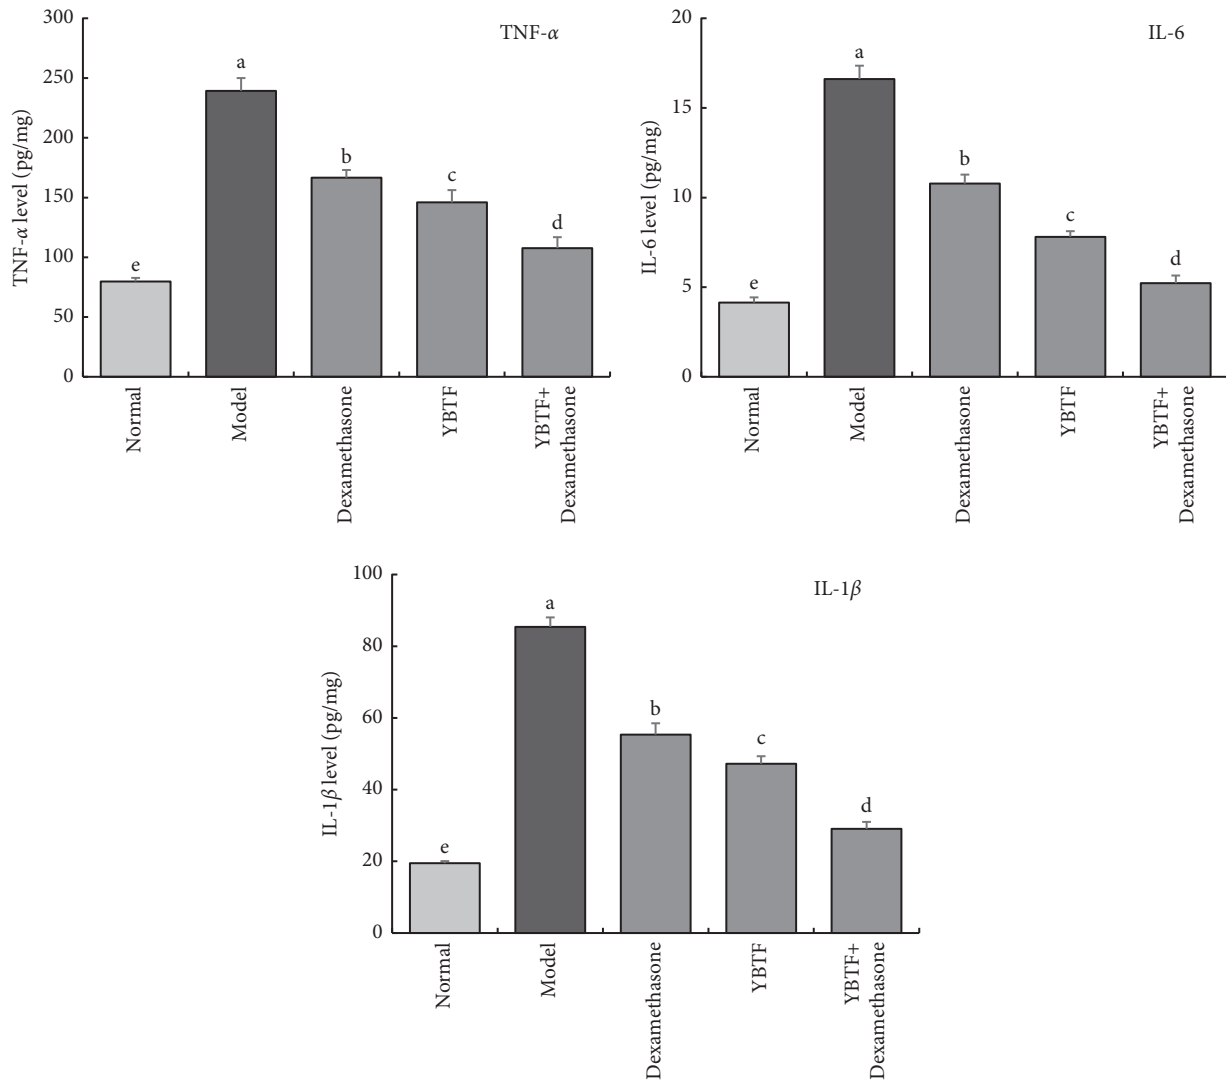 TNF-α
TNF-α level (pg/mg)
300
250
200
150
100
50
0
e
a
b
c
d
Normal
Model
Dexamethasone
YBTF
YBTF+
Dexamethasone
IL-6
IL-6 level (pg/mg)
20
15
10
5
0
e
a
b
c
d
Normal
Model
Dexamethasone
YBTF
YBTF+
Dexamethasone
IL-1β
IL-1β level (pg/mg)
100
80
60
40
20
0
e
a
b
c
d
Normal
Model
Dexamethasone
YBTF
YBTF+
Dexamethasone